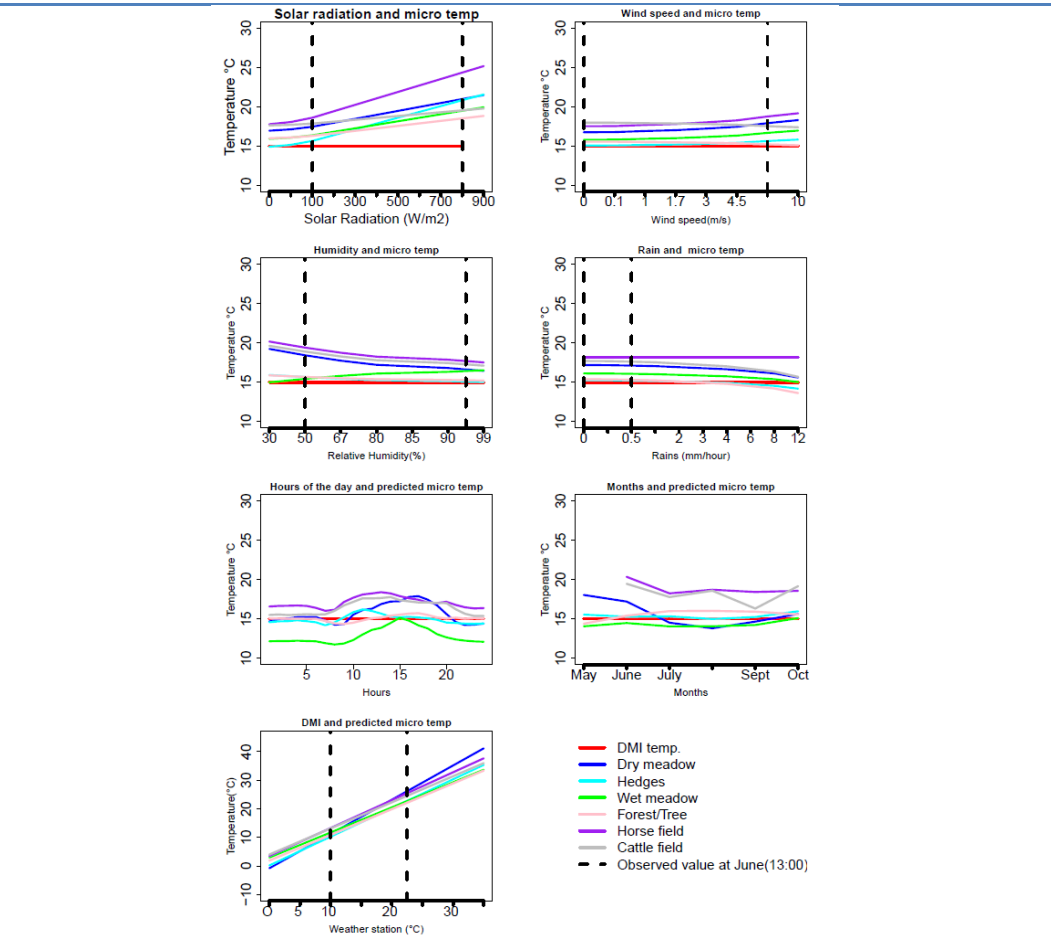 Solar radiation and micro temp
30
25
20
15
10
Temperature °C
0 100 300 500 700 900
Solar Radiation (W/m2)
Wind speed and micro temp
30
25
20
15
10
Temperature °C
0 0.1 1 1.7 3 4.5 10
Wind speed(m/s)
Humidity and micro temp
30
25
20
15
10
Temperature °C
30 50 67 80 85 90 99
Relative Humidity(%)
Rain and micro temp
30
25
20
15
10
Temperature °C
0 0.5 2 3 4 6 8 12
Rains (mm/hour)
Hours of the day and predicted micro temp
30
25
20
15
10
Temperature °C
5 10 15 20
Hours
Months and predicted micro temp
30
25
20
15
10
Temperature °C
May June July Sept Oct
Months
DMI and predicted micro temp
40
30
20
10
0
−10
Temperature(°C)
O 5 10 20 30
Weather station (°C)
DMI temp.
Dry meadow
Hedges
Wet meadow
Forest/Tree
Horse field
Cattle field
Observed value at June(13:00)